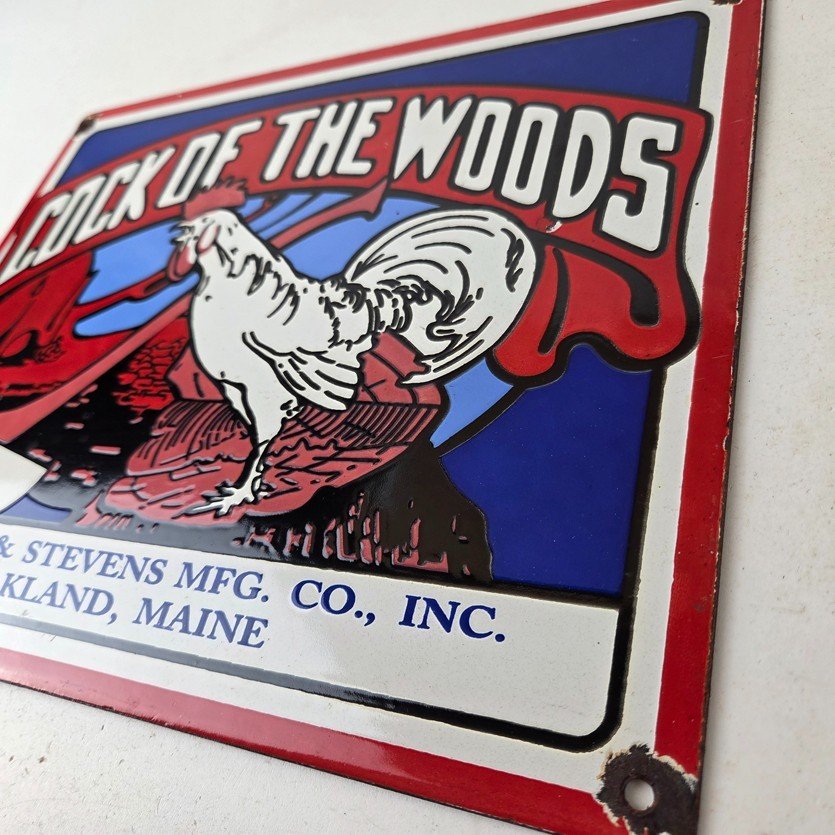 COCK OF THE WOODS
& STEVENS MFG. CO., INC.
KLAND, MAINE